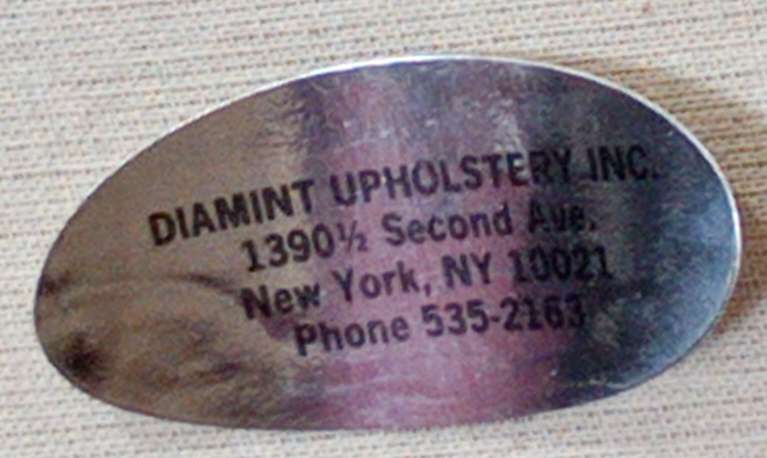 DIAMINT UPHOLSTERY INC.
1390½ Second Ave.
New York, NY 10021
Phone 535-2163